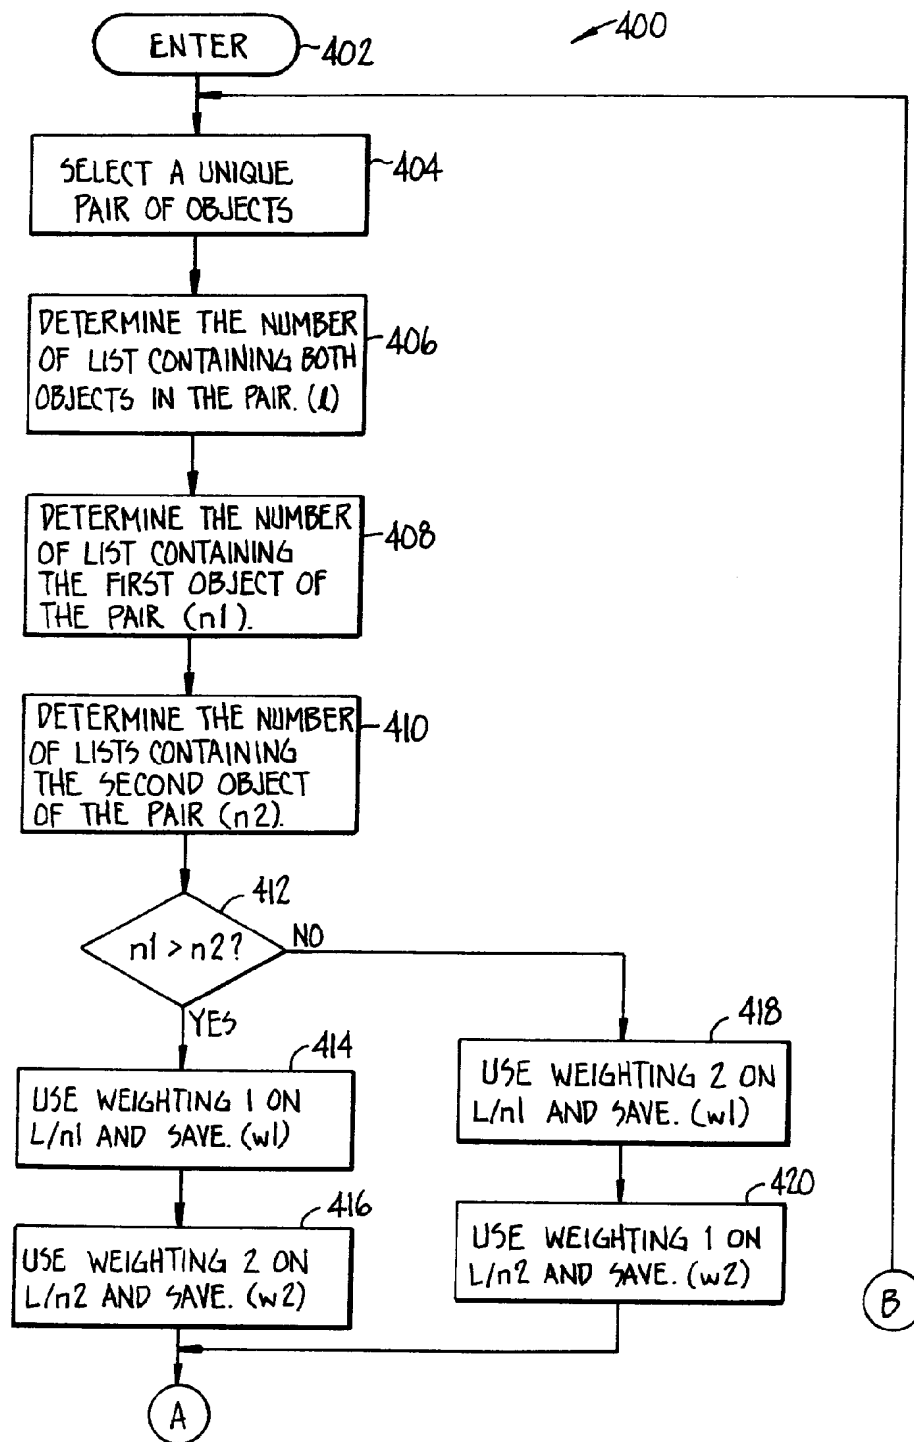 ENTER
402
400
SELECT A UNIQUE
PAIR OF OBJECTS
404
DETERMINE THE NUMBER
OF LIST CONTAINING BOTH
OBJECTS IN THE PAIR. (l)
406
DETERMINE THE NUMBER
OF LIST CONTAINING
THE FIRST OBJECT OF
THE PAIR (n1).
408
DETERMINE THE NUMBER
OF LISTS CONTAINING
THE SECOND OBJECT
OF THE PAIR (n2).
410
412
n1 > n2?
NO
YES
414
USE WEIGHTING 1 ON
L/n1 AND SAVE. (w1)
416
USE WEIGHTING 2 ON
L/n2 AND SAVE. (w2)
418
USE WEIGHTING 2 ON
L/n1 AND SAVE. (w1)
420
USE WEIGHTING 1 ON
L/n2 AND SAVE. (w2)
B
A